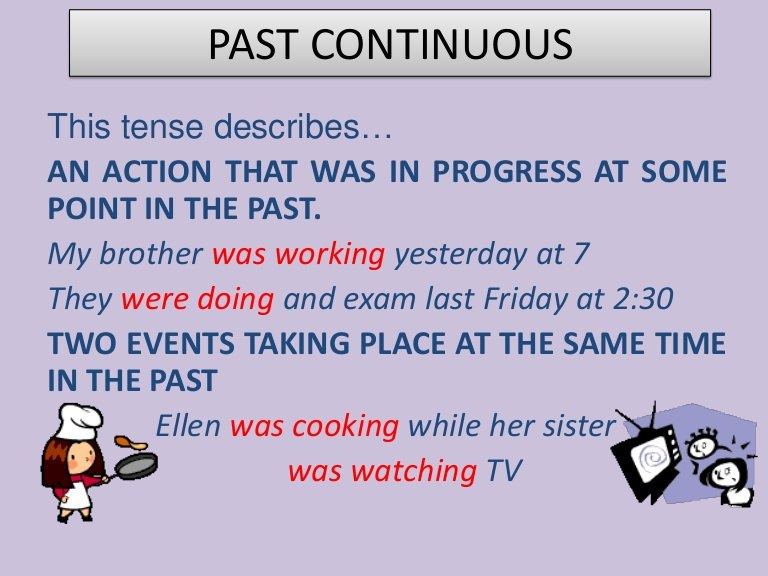 PAST CONTINUOUS
This tense describes…
AN ACTION THAT WAS IN PROGRESS AT SOME
POINT IN THE PAST.
My brother was working yesterday at 7
They were doing and exam last Friday at 2:30
TWO EVENTS TAKING PLACE AT THE SAME TIME
IN THE PAST
Ellen was cooking while her sister
was watching TV